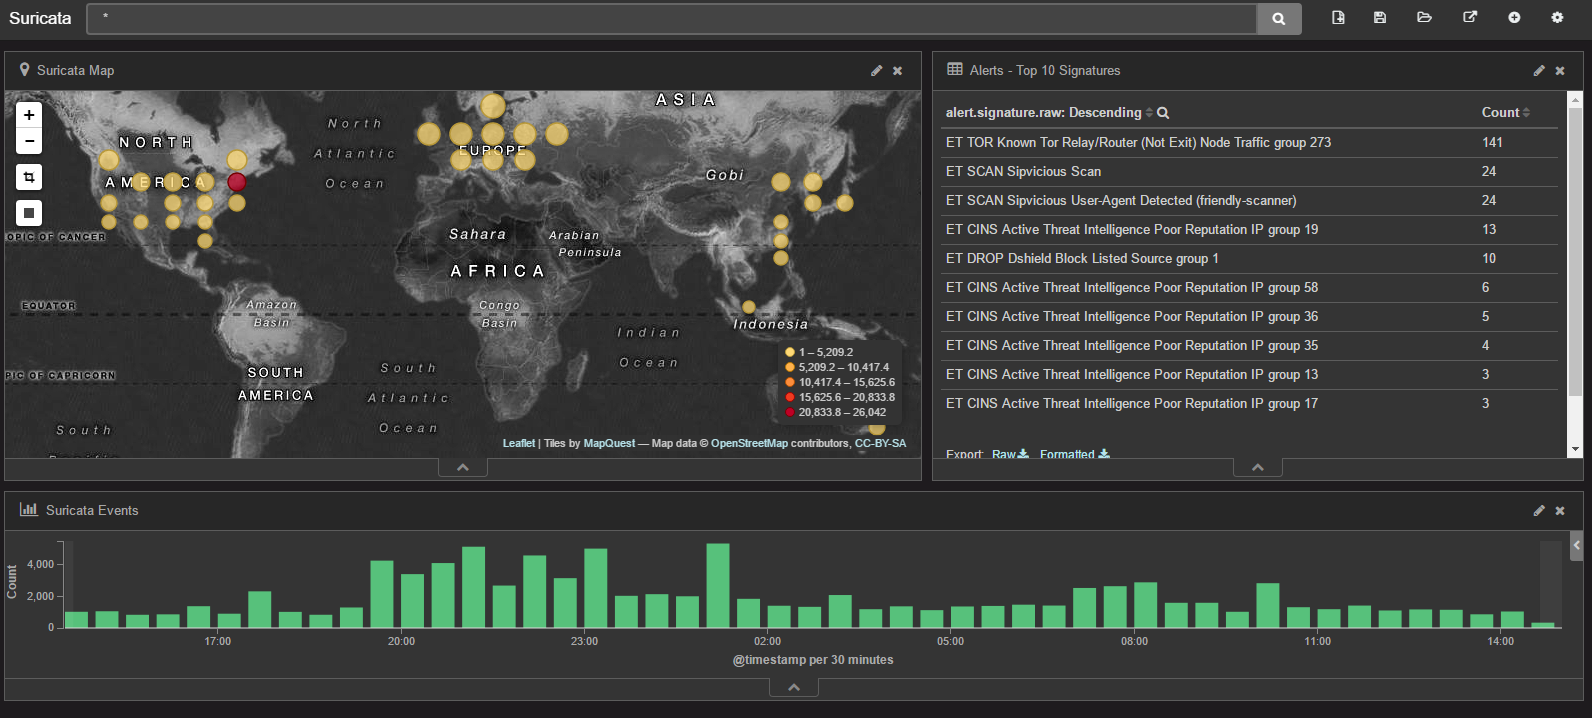 Suricata
*
Suricata Map
+
−
North
Atlantic
Ocean
NORTH
AMERICA
ASIA
EUROPE
Gobi
OPIC OF CANCER
Sahara
Arabian
Peninsula
AFRICA
EQUATOR
Amazon
Basin
Congo
Basin
Indonesia
Indian
Ocean
PIC OF CAPRICORN
SOUTH
AMERICA
South
Atlantic
Ocean
South
1 – 5,209.2
5,209.2 – 10,417.4
10,417.4 – 15,625.6
15,625.6 – 20,833.8
20,833.8 – 26,042
Leaflet | Tiles by MapQuest — Map data © OpenStreetMap contributors, CC-BY-SA
Alerts - Top 10 Signatures
alert.signature.raw: Descending Count
ET TOR Known Tor Relay/Router (Not Exit) Node Traffic group 273 141
ET SCAN Sipvicious Scan 24
ET SCAN Sipvicious User-Agent Detected (friendly-scanner) 24
ET CINS Active Threat Intelligence Poor Reputation IP group 19 13
ET DROP Dshield Block Listed Source group 1 10
ET CINS Active Threat Intelligence Poor Reputation IP group 58 6
ET CINS Active Threat Intelligence Poor Reputation IP group 36 5
ET CINS Active Threat Intelligence Poor Reputation IP group 35 4
ET CINS Active Threat Intelligence Poor Reputation IP group 13 3
ET CINS Active Threat Intelligence Poor Reputation IP group 17 3
Export: Raw Formatted
Suricata Events
Count
4,000
2,000
0
17:00 20:00 23:00 02:00 05:00 08:00 11:00 14:00
@timestamp per 30 minutes